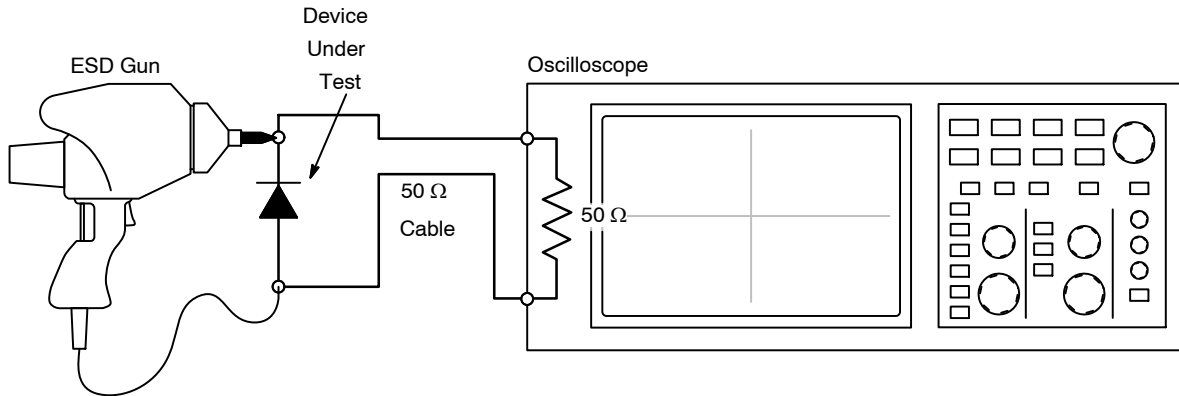 Device
Under
Test
ESD Gun
Oscilloscope
50 Ω
Cable
50 Ω